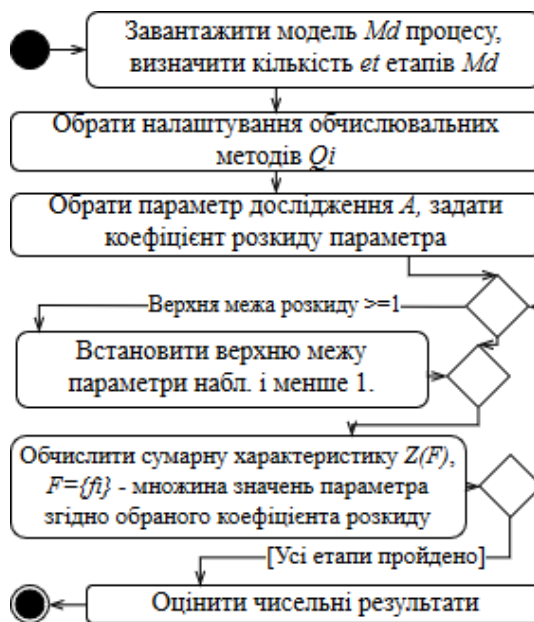 Завантажити модель Md процесу,
визначити кількість et етапів Md
Обрати налаштування обчислювальних
методів Qi
Обрати параметр дослідження A, задати
коефіцієнт розкиду параметра
Верхня межа розкиду >=1
Встановити верхню межу
параметри набл. і менше 1.
Обчислити сумарну характеристику Z(F),
F={fi} - множина значень параметра
згідно обраного коефіцієнта розкиду
[Усі етапи пройдено]
Оцінити чисельні результати